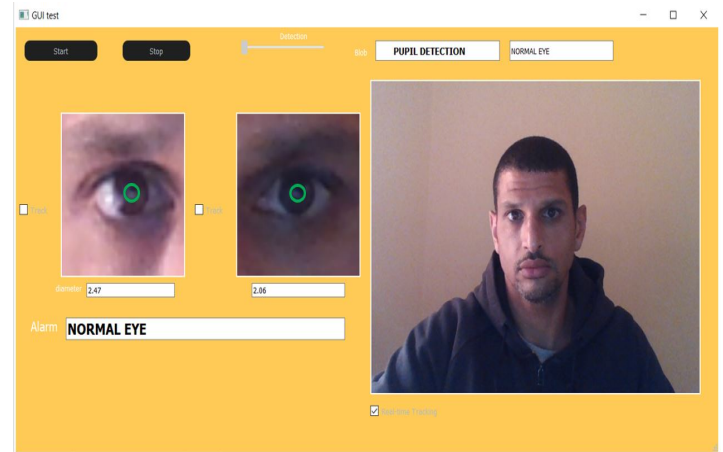 GUI test
Start
Stop
Detection
Blob
PUPIL DETECTION
NORMAL EYE
Track
Track
diameter
2.47
2.06
Alarm
NORMAL EYE
Real-time Tracking